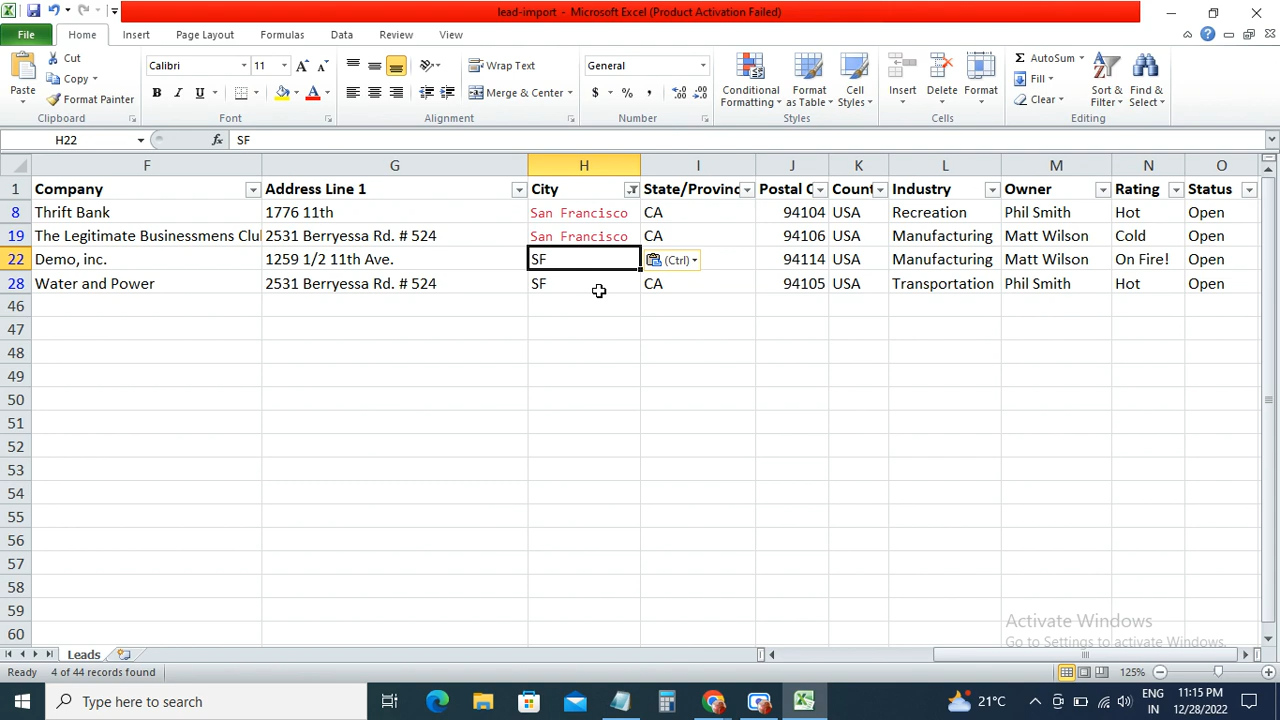 lead-import - Microsoft Excel (Product Activation Failed)
File Home Insert Page Layout Formulas Data Review View
Paste Cut Copy Format Painter Clipboard
Calibri 11 A A B I U A Font
Wrap Text Merge & Center Alignment
General $ % , .00 .00 Number
Conditional Formatting Format as Table Cell Styles Styles
Insert Delete Format Cells
Σ AutoSum Fill Clear Sort & Filter Find & Select Editing
H22 fx SF
F G H I J K L M N O
1 Company Address Line 1 City State/Provinc Postal C Count Industry Owner Rating Status
8 Thrift Bank 1776 11th San Francisco CA 94104 USA Recreation Phil Smith Hot Open
19 The Legitimate Businessmens Clu 2531 Berryessa Rd. # 524 San Francisco CA 94106 USA Manufacturing Matt Wilson Cold Open
22 Demo, inc. 1259 1/2 11th Ave. SF (Ctrl) 94114 USA Manufacturing Matt Wilson On Fire! Open
28 Water and Power 2531 Berryessa Rd. # 524 SF CA 94105 USA Transportation Phil Smith Hot Open
46
47
48
49
50
51
52
53
54
55
56
57
58
59
60
Activate Windows
Go to Settings to activate Windows.
Leads
Ready 4 of 44 records found 125%
Type here to search 21°C ENG IN 11:15 PM 12/28/2022